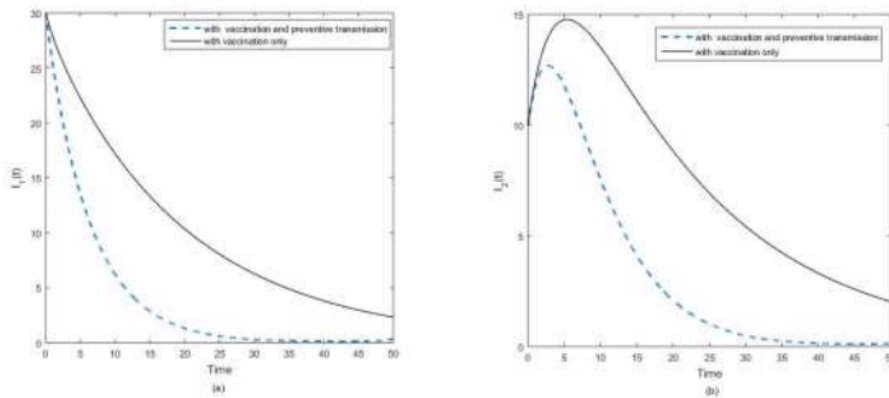 30
25
20
15
10
5
0
I₁(t)
with vaccination and preventive transmission
with vaccination only
0 5 10 15 20 25 30 35 40 45 50
Time
(a)
15
10
5
0
I₂(t)
with vaccination and preventive transmission
with vaccination only
0 5 10 15 20 25 30 35 40 45 50
Time
(b)